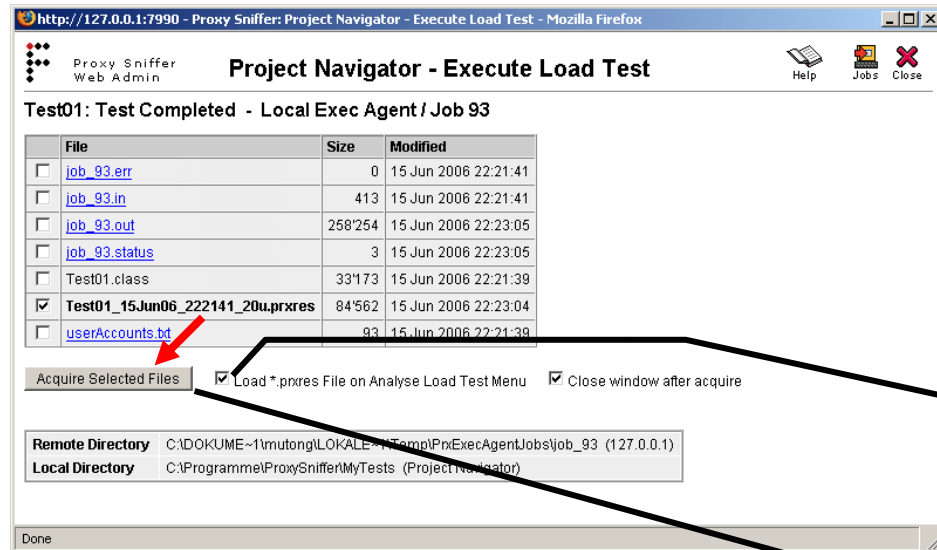 http://127.0.0.1:7990 - Proxy Sniffer: Project Navigator - Execute Load Test - Mozilla Firefox
Proxy Sniffer
Web Admin
Project Navigator - Execute Load Test
Help
Jobs
Close
Test01: Test Completed - Local Exec Agent / Job 93
File Size Modified
job_93.err 0 15 Jun 2006 22:21:41
job_93.in 413 15 Jun 2006 22:21:41
job_93.out 258'254 15 Jun 2006 22:23:05
job_93.status 3 15 Jun 2006 22:23:05
Test01.class 33'173 15 Jun 2006 22:21:39
Test01_15Jun06_222141_20u.prxres 84'562 15 Jun 2006 22:23:04
userAccounts.txt 93 15 Jun 2006 22:21:39
Acquire Selected Files Load *.prxres File on Analyse Load Test Menu Close window after acquire
Remote Directory C:\DOKUME~1\mutong\LOKALE~1\Temp\PrxExecAgentJobs\job_93 (127.0.0.1)
Local Directory C:\Programme\ProxySniffer\MyTests (Project Navigator)
Done